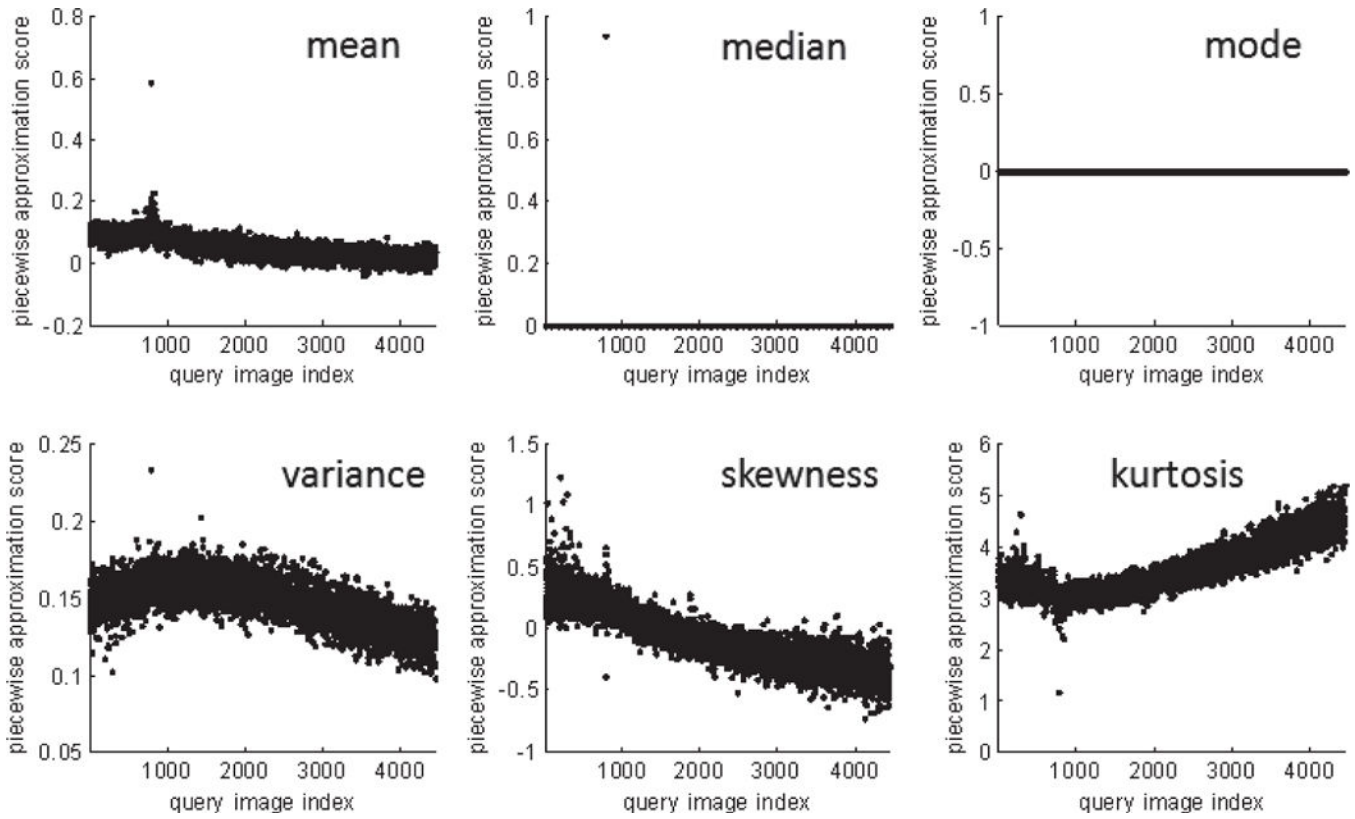 mean
piecewise approximation score
0.8
0.6
0.4
0.2
0
-0.2
1000 2000 3000 4000
query image index
median
piecewise approximation score
1
0.8
0.6
0.4
0.2
0
1000 2000 3000 4000
query image index
mode
piecewise approximation score
1
0.5
0
-0.5
-1
1000 2000 3000 4000
query image index
variance
piecewise approximation score
0.25
0.2
0.15
0.1
0.05
1000 2000 3000 4000
query image index
skewness
piecewise approximation score
1.5
1
0.5
0
-0.5
-1
1000 2000 3000 4000
query image index
kurtosis
piecewise approximation score
6
5
4
3
2
1
0
1000 2000 3000 4000
query image index